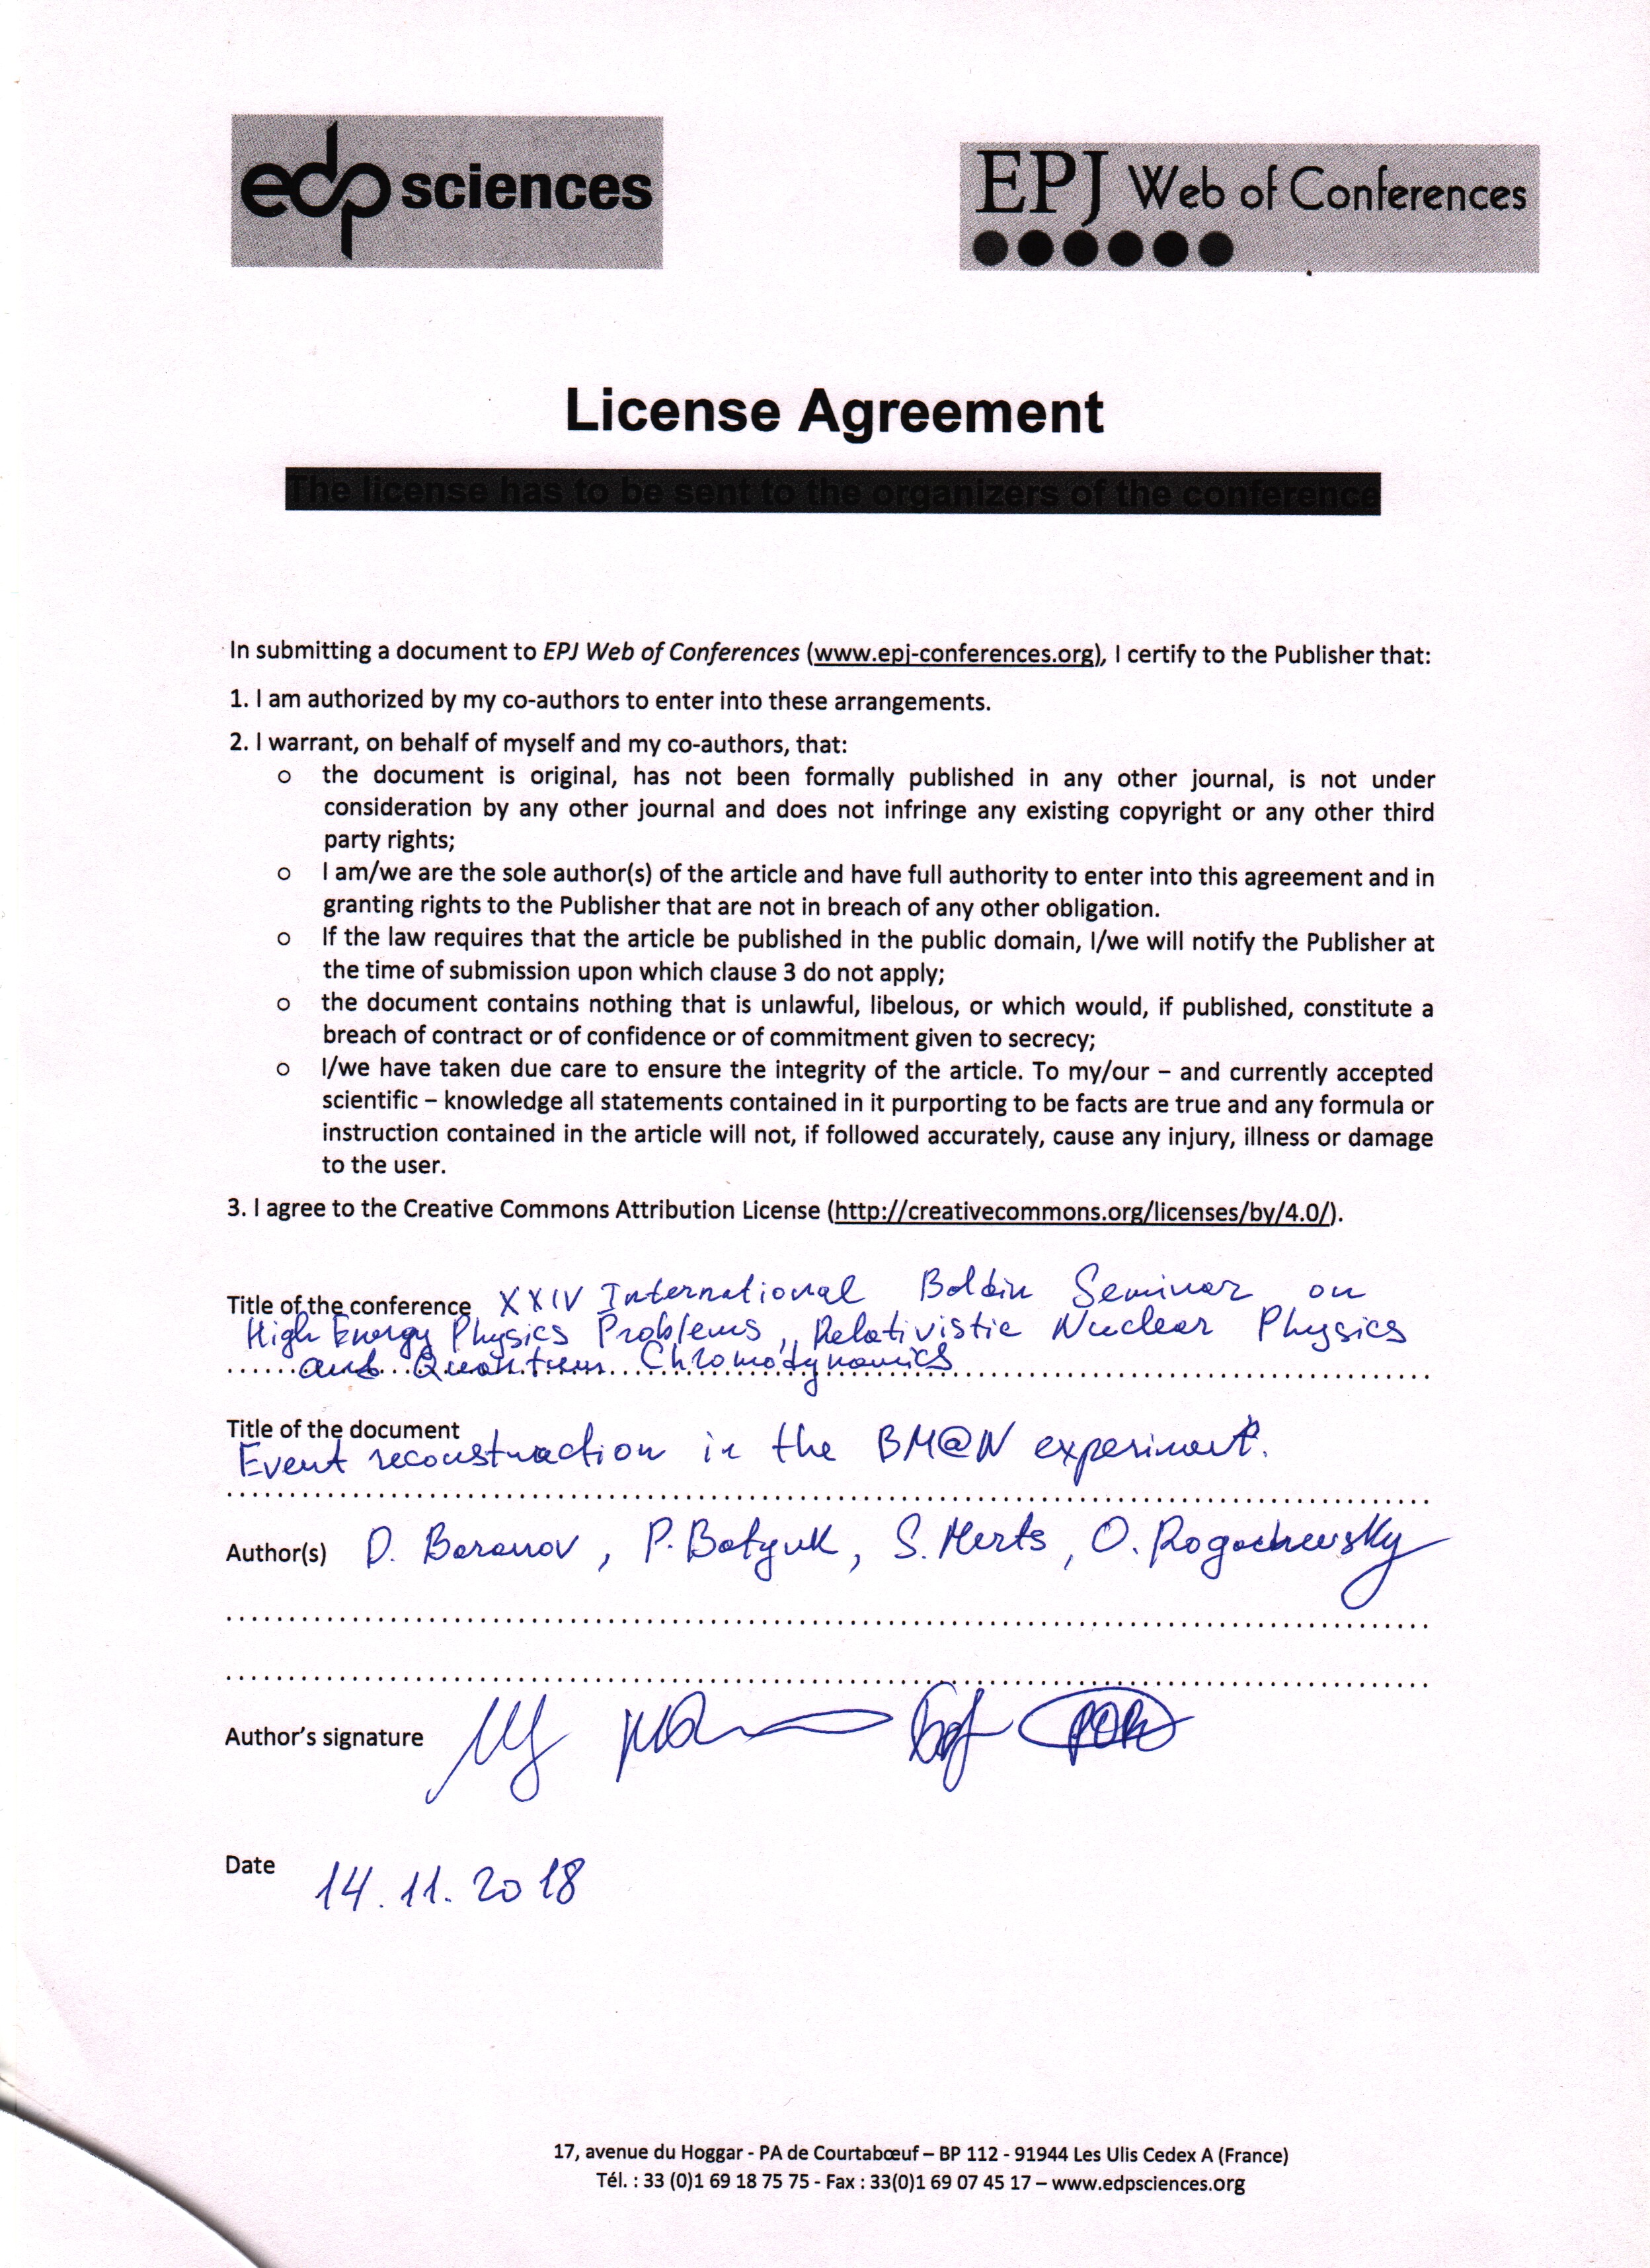 edp sciences
EPJ Web of Conferences
License Agreement
The license has to be sent to the organizers of the conference
In submitting a document to EPJ Web of Conferences (www.epj-conferences.org), I certify to the Publisher that:
1. I am authorized by my co-authors to enter into these arrangements.
2. I warrant, on behalf of myself and my co-authors, that:
o the document is original, has not been formally published in any other journal, is not under
consideration by any other journal and does not infringe any existing copyright or any other third
party rights;
o I am/we are the sole author(s) of the article and have full authority to enter into this agreement and in
granting rights to the Publisher that are not in breach of any other obligation.
o If the law requires that the article be published in the public domain, I/we will notify the Publisher at
the time of submission upon which clause 3 do not apply;
o the document contains nothing that is unlawful, libelous, or which would, if published, constitute a
breach of contract or of confidence or of commitment given to secrecy;
o I/we have taken due care to ensure the integrity of the article. To my/our – and currently accepted
scientific – knowledge all statements contained in it purporting to be facts are true and any formula or
instruction contained in the article will not, if followed accurately, cause any injury, illness or damage
to the user.
3. I agree to the Creative Commons Attribution License (http://creativecommons.org/licenses/by/4.0/).
Title of the conference XXIV International Boldin Seminar on
High Energy Physics Problems, Relativistic Nuclear Physics
and Quantum Chromodynamics
Title of the document
Event reconstruction in the BM@N experiment.
Author(s) D. Baranov, P. Batyuk, S. Merts, O. Rogachevsky
Author's signature
Date 14.11.2018
17, avenue du Hoggar - PA de Courtabœuf – BP 112 - 91944 Les Ulis Cedex A (France)
Tél. : 33 (0)1 69 18 75 75 - Fax : 33(0)1 69 07 45 17 – www.edpsciences.org